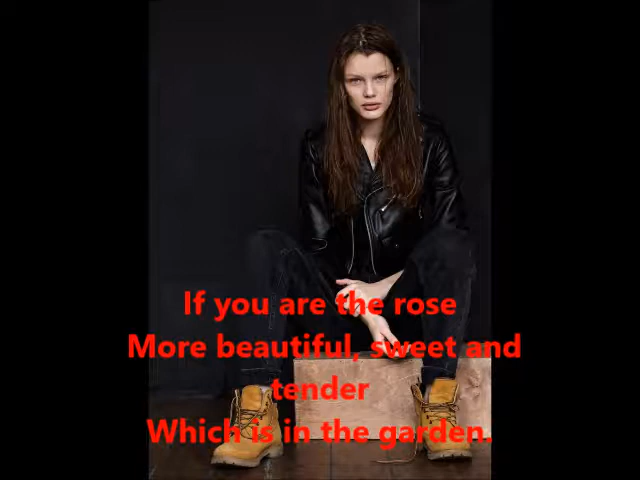 If you are the rose
More beautiful, sweet and
tender
Which is in the garden.